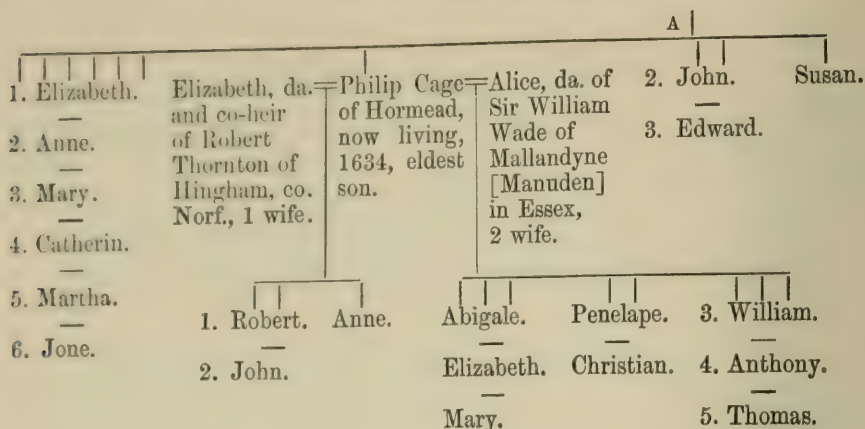 A
1. Elizabeth.
2. Anne.
3. Mary.
4. Catherin.
5. Martha.
6. Jone.
Elizabeth, da.
and co-heir
of Robert
Thornton of
Hingham, co.
Norf., 1 wife.
Philip Cage
of Hormead,
now living,
1634, eldest
son.
Alice, da. of
Sir William
Wade of
Mallandyne
[Manuden]
in Essex,
2 wife.
2. John.
3. Edward.
Susan.
1. Robert.
2. John.
Anne.
Abigale.
Elizabeth.
Mary.
Penelape.
Christian.
3. William.
4. Anthony.
5. Thomas.